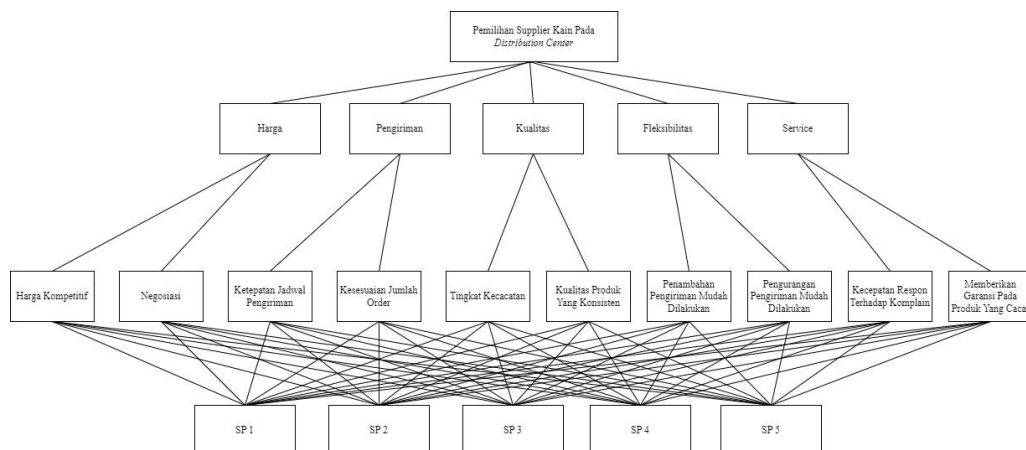 Pemilihan Supplier Kain Pada
Distribution Center
Harga
Pengiriman
Kualitas
Fleksibilitas
Service
Harga Kompetitif
Negosiasi
Ketepatan Jadwal
Pengiriman
Kesesuaian Jumlah
Order
Tingkat Kecacatan
Kualitas Produk
Yang Konsisten
Penambahan
Pengiriman Mudah
Dilakukan
Pengurangan
Pengiriman Mudah
Dilakukan
Kecepatan Respon
Terhadap Komplain
Memberikan
Garansi Pada
Produk Yang Caca
SP 1
SP 2
SP 3
SP 4
SP 5